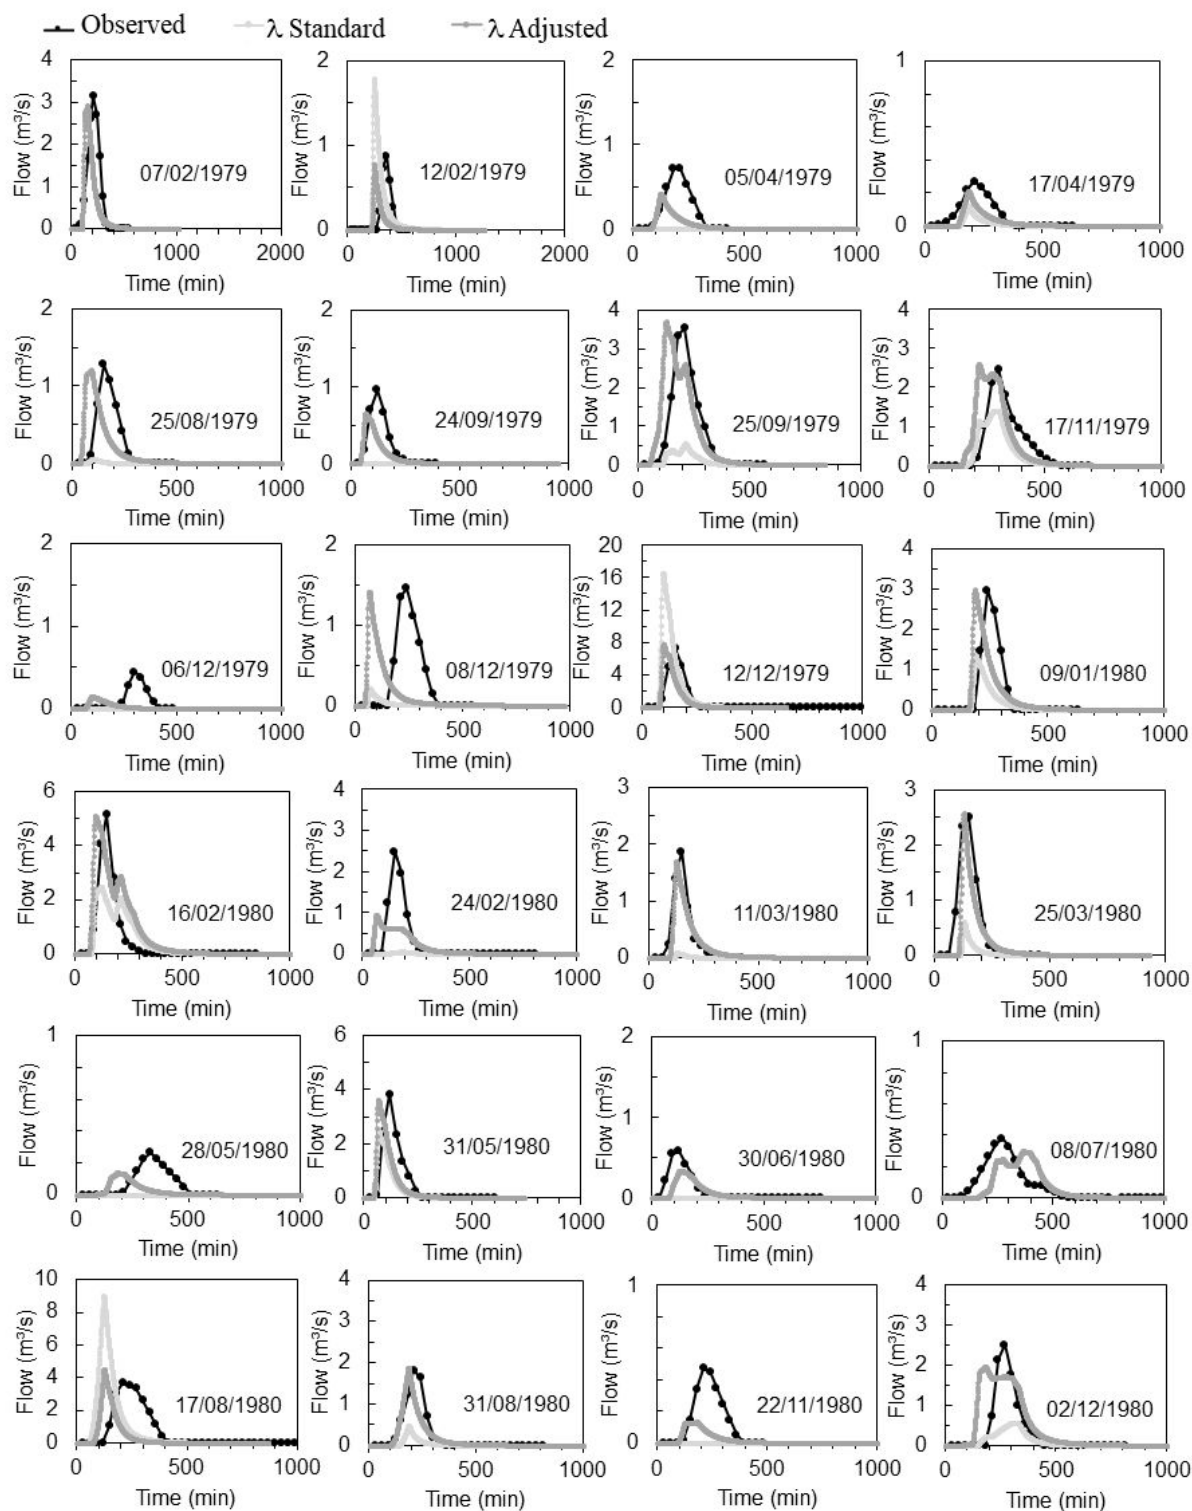 Observed λ Standard λ Adjusted
4 2 2 1
3
2 1 1
1
0 0 0 0
Flow (m³/s) Flow (m³/s) Flow (m³/s) Flow (m³/s)
07/02/1979 12/02/1979 05/04/1979 17/04/1979
0 500 1000 1500 2000 0 500 1000 1500 2000 0 500 1000 0 500 1000
Time (min) Time (min) Time (min) Time (min)
2 2 4 4
3 3
1 1 2 2
1 1
0 0 0 0
Flow (m³/s) Flow (m³/s) Flow (m³/s) Flow (m³/s)
25/08/1979 24/09/1979 25/09/1979 17/11/1979
0 500 1000 0 500 1000 0 500 1000 0 500 1000
Time (min) Time (min) Time (min) Time (min)
2 2 20 4
16 3
1 1 12 2
8
4 1
0 0 0 0
Flow (m³/s) Flow (m³/s) Flow (m³/s) Flow (m³/s)
06/12/1979 08/12/1979 12/12/1979 09/01/1980
0 500 1000 0 500 1000 0 500 1000 0 500 1000
Time (min) Time (min) Time (min) Time (min)
6 4 3 3
4 3 2 2
2 2 1 1
1
0 0 0 0
Flow (m³/s) Flow (m³/s) Flow (m³/s) Flow (m³/s)
16/02/1980 24/02/1980 11/03/1980 25/03/1980
0 500 1000 0 500 1000 0 500 1000 0 500 1000
Time (min) Time (min) Time (min) Time (min)
1 6 2 1
4 1
2
0 0 0 0
Flow (m³/s) Flow (m³/s) Flow (m³/s) Flow (m³/s)
28/05/1980 31/05/1980 30/06/1980 08/07/1980
0 500 1000 0 500 1000 0 500 1000 0 500 1000
Time (min) Time (min) Time (min) Time (min)
10 4 1 4
8 3 3
6 2 2
4
2 1 1
0 0 0 0
Flow (m³/s) Flow (m³/s) Flow (m³/s) Flow (m³/s)
17/08/1980 31/08/1980 22/11/1980 02/12/1980
0 500 1000 0 500 1000 0 500 1000 0 500 1000
Time (min) Time (min) Time (min) Time (min)